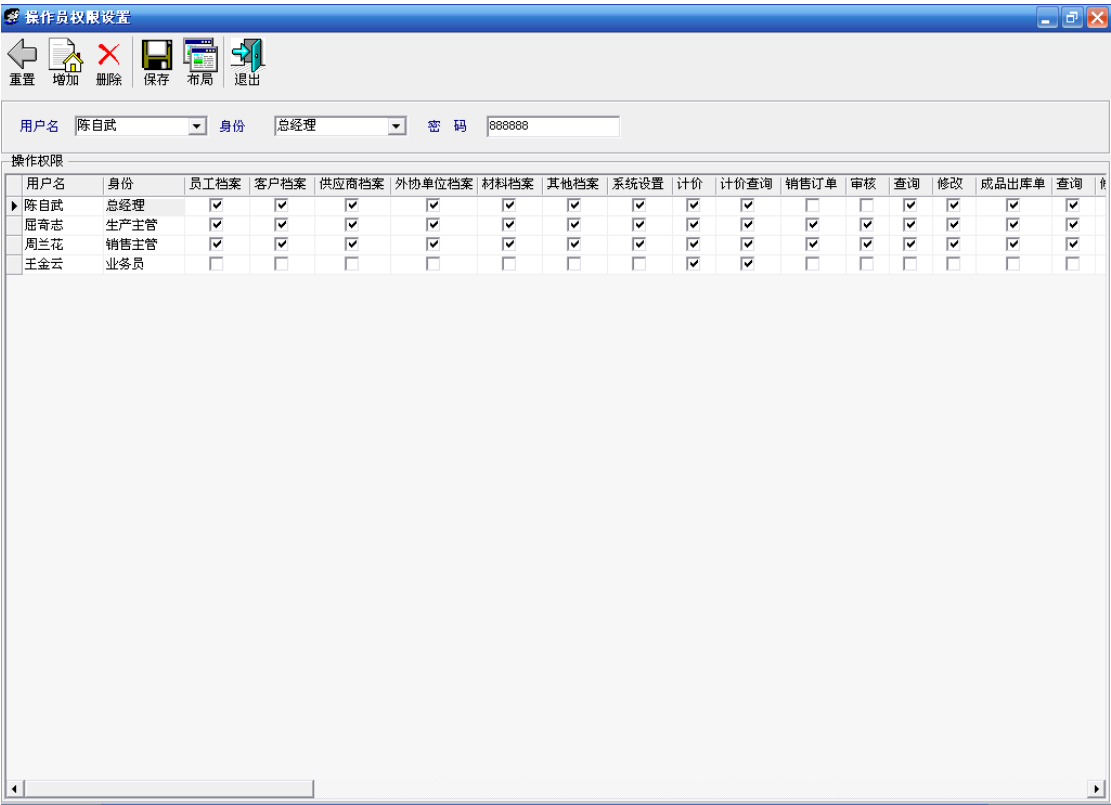 操作员权限设置
重置 增加 删除 保存 布局 退出
用户名 陈自武 身份 总经理 密 码 888888
操作权限
用户名 身份 员工档案 客户档案 供应商档案 外协单位档案 材料档案 其他档案 系统设置 计价 计价查询 销售订单 审核 查询 修改 成品出库单 查询
陈自武 总经理
屈奇志 生产主管
周兰花 销售主管
王金云 业务员